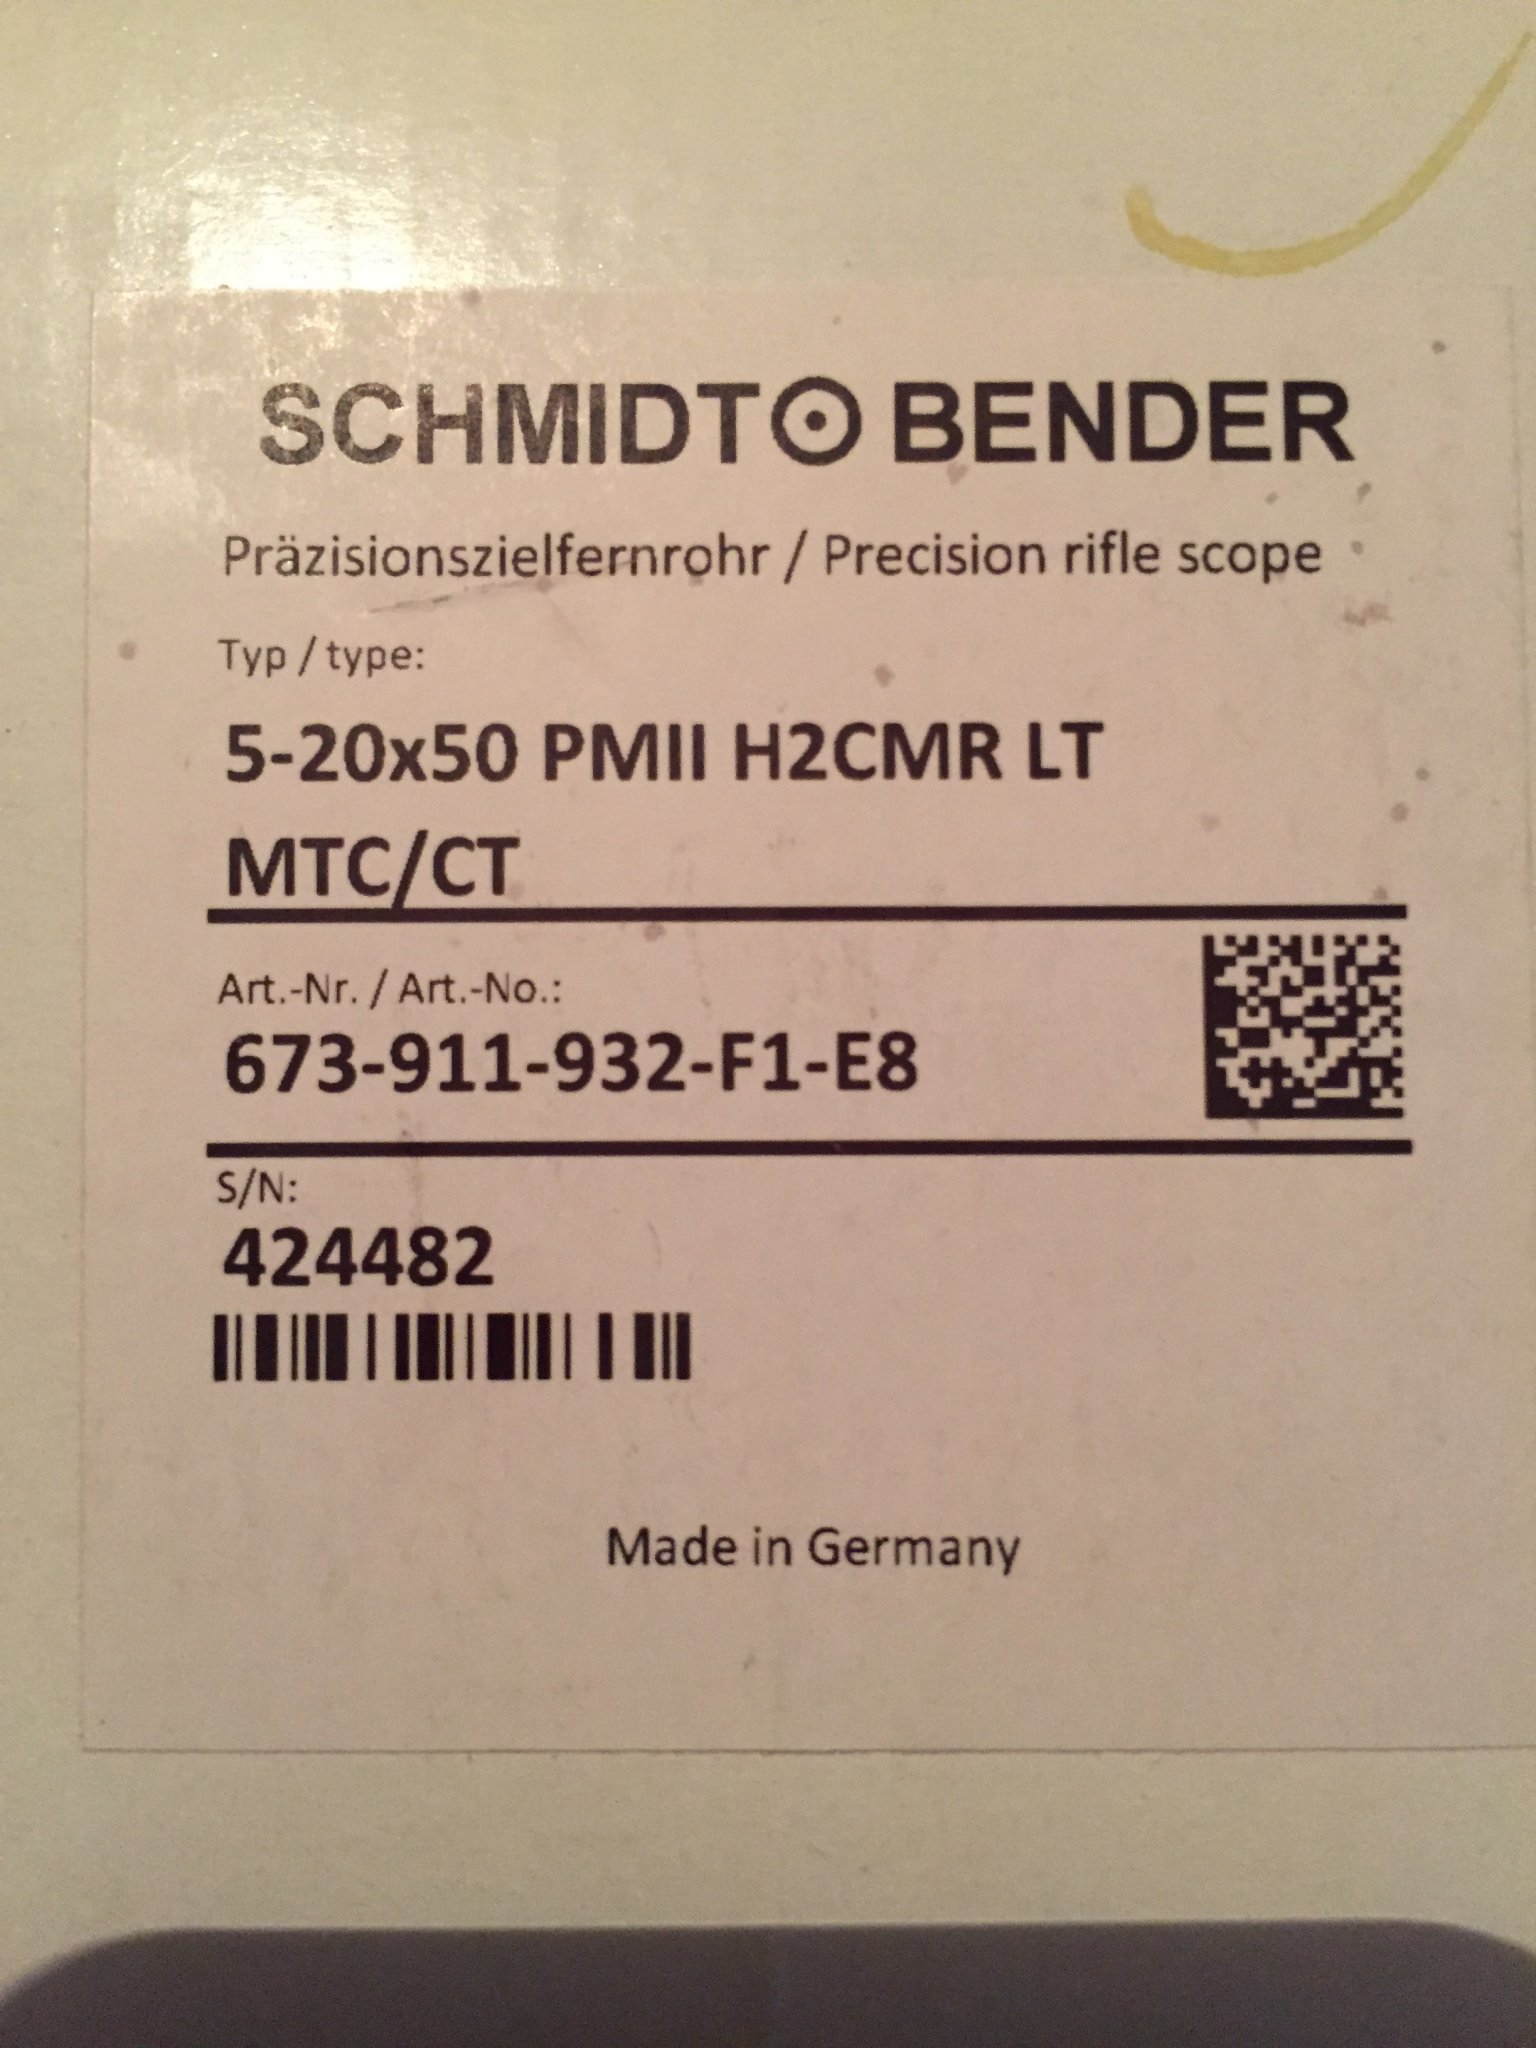 SCHMIDT BENDER
Präzisionszielfernrohr / Precision rifle scope
Typ / type:
5-20x50 PMII H2CMR LT
MTC/CT
Art.-Nr. / Art.-No.:
673-911-932-F1-E8
S/N:
424482
Made in Germany